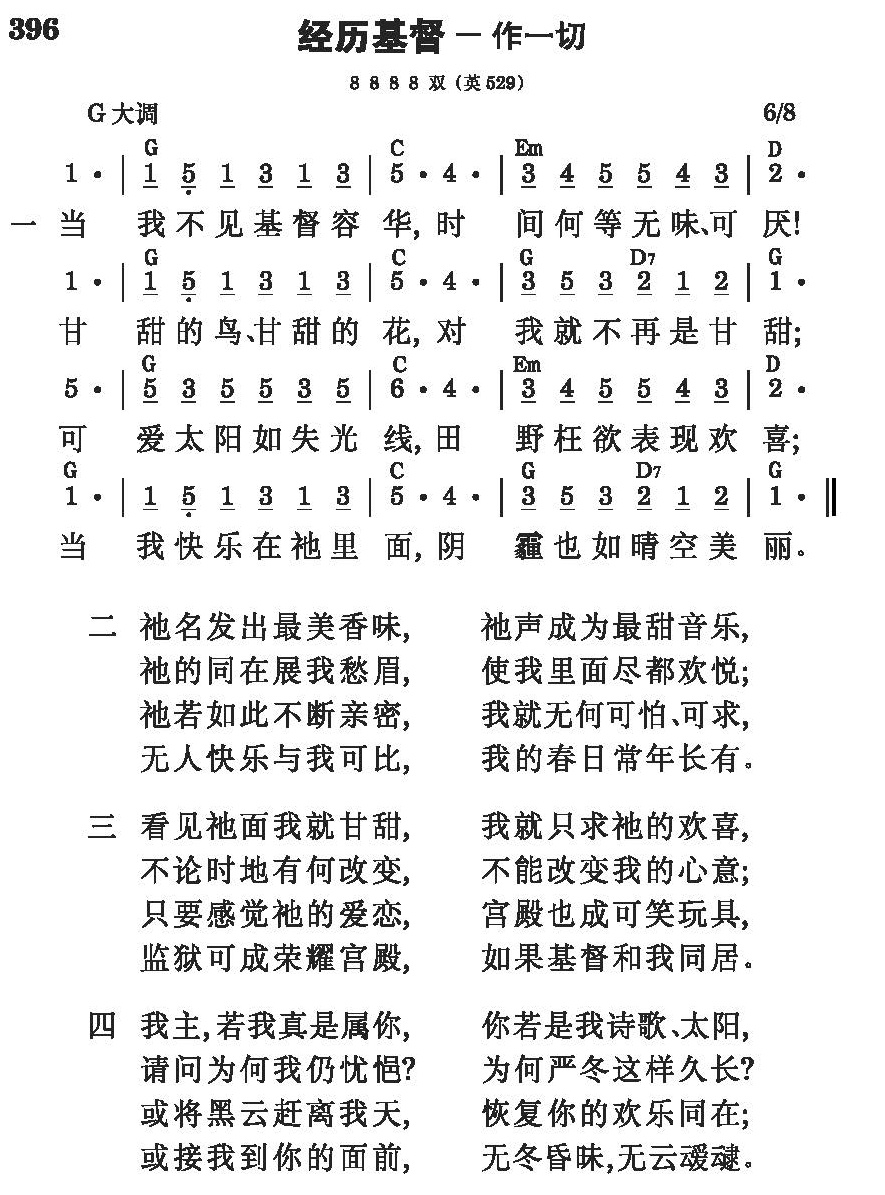 396
经历基督－作一切
8 8 8 8 双（英529）
G大调 6/8
G C Em D
1 · | 1 5 1 3 1 3 | 5 · 4 · | 3 4 5 5 4 3 | 2 ·
一 当 我不见基督容 华, 时 间何等无味、可 厌!
G C G D7 G
1 · | 1 5 1 3 1 3 | 5 · 4 · | 3 5 3 2 1 2 | 1 ·
甘 甜的鸟、甘甜的 花, 对 我就不再是甘 甜;
G C Em D
5 · | 5 3 5 5 3 5 | 6 · 4 · | 3 4 5 5 4 3 | 2 ·
可 爱太阳如失光 线, 田 野枉欲表现欢 喜;
G C G D7 G
1 · | 1 5 1 3 1 3 | 5 · 4 · | 3 5 3 2 1 2 | 1 · ‖
当 我快乐在祂里 面, 阴 霾也如晴空美 丽。
二 祂名发出最美香味, 祂声成为最甜音乐,
祂的同在展我愁眉, 使我里面尽都欢悦;
祂若如此不断亲密, 我就无何可怕、可求,
无人快乐与我可比, 我的春日常年长有。
三 看见祂面我就甘甜, 我就只求祂的欢喜,
不论时地有何改变, 不能改变我的心意;
只要感觉祂的爱恋, 宫殿也成可笑玩具,
监狱可成荣耀宫殿, 如果基督和我同居。
四 我主,若我真是属你, 你若是我诗歌、太阳,
请问为何我仍忧悒? 为何严冬这样久长?
或将黑云赶离我天, 恢复你的欢乐同在;
或接我到你的面前, 无冬昏昧,无云叆叇。